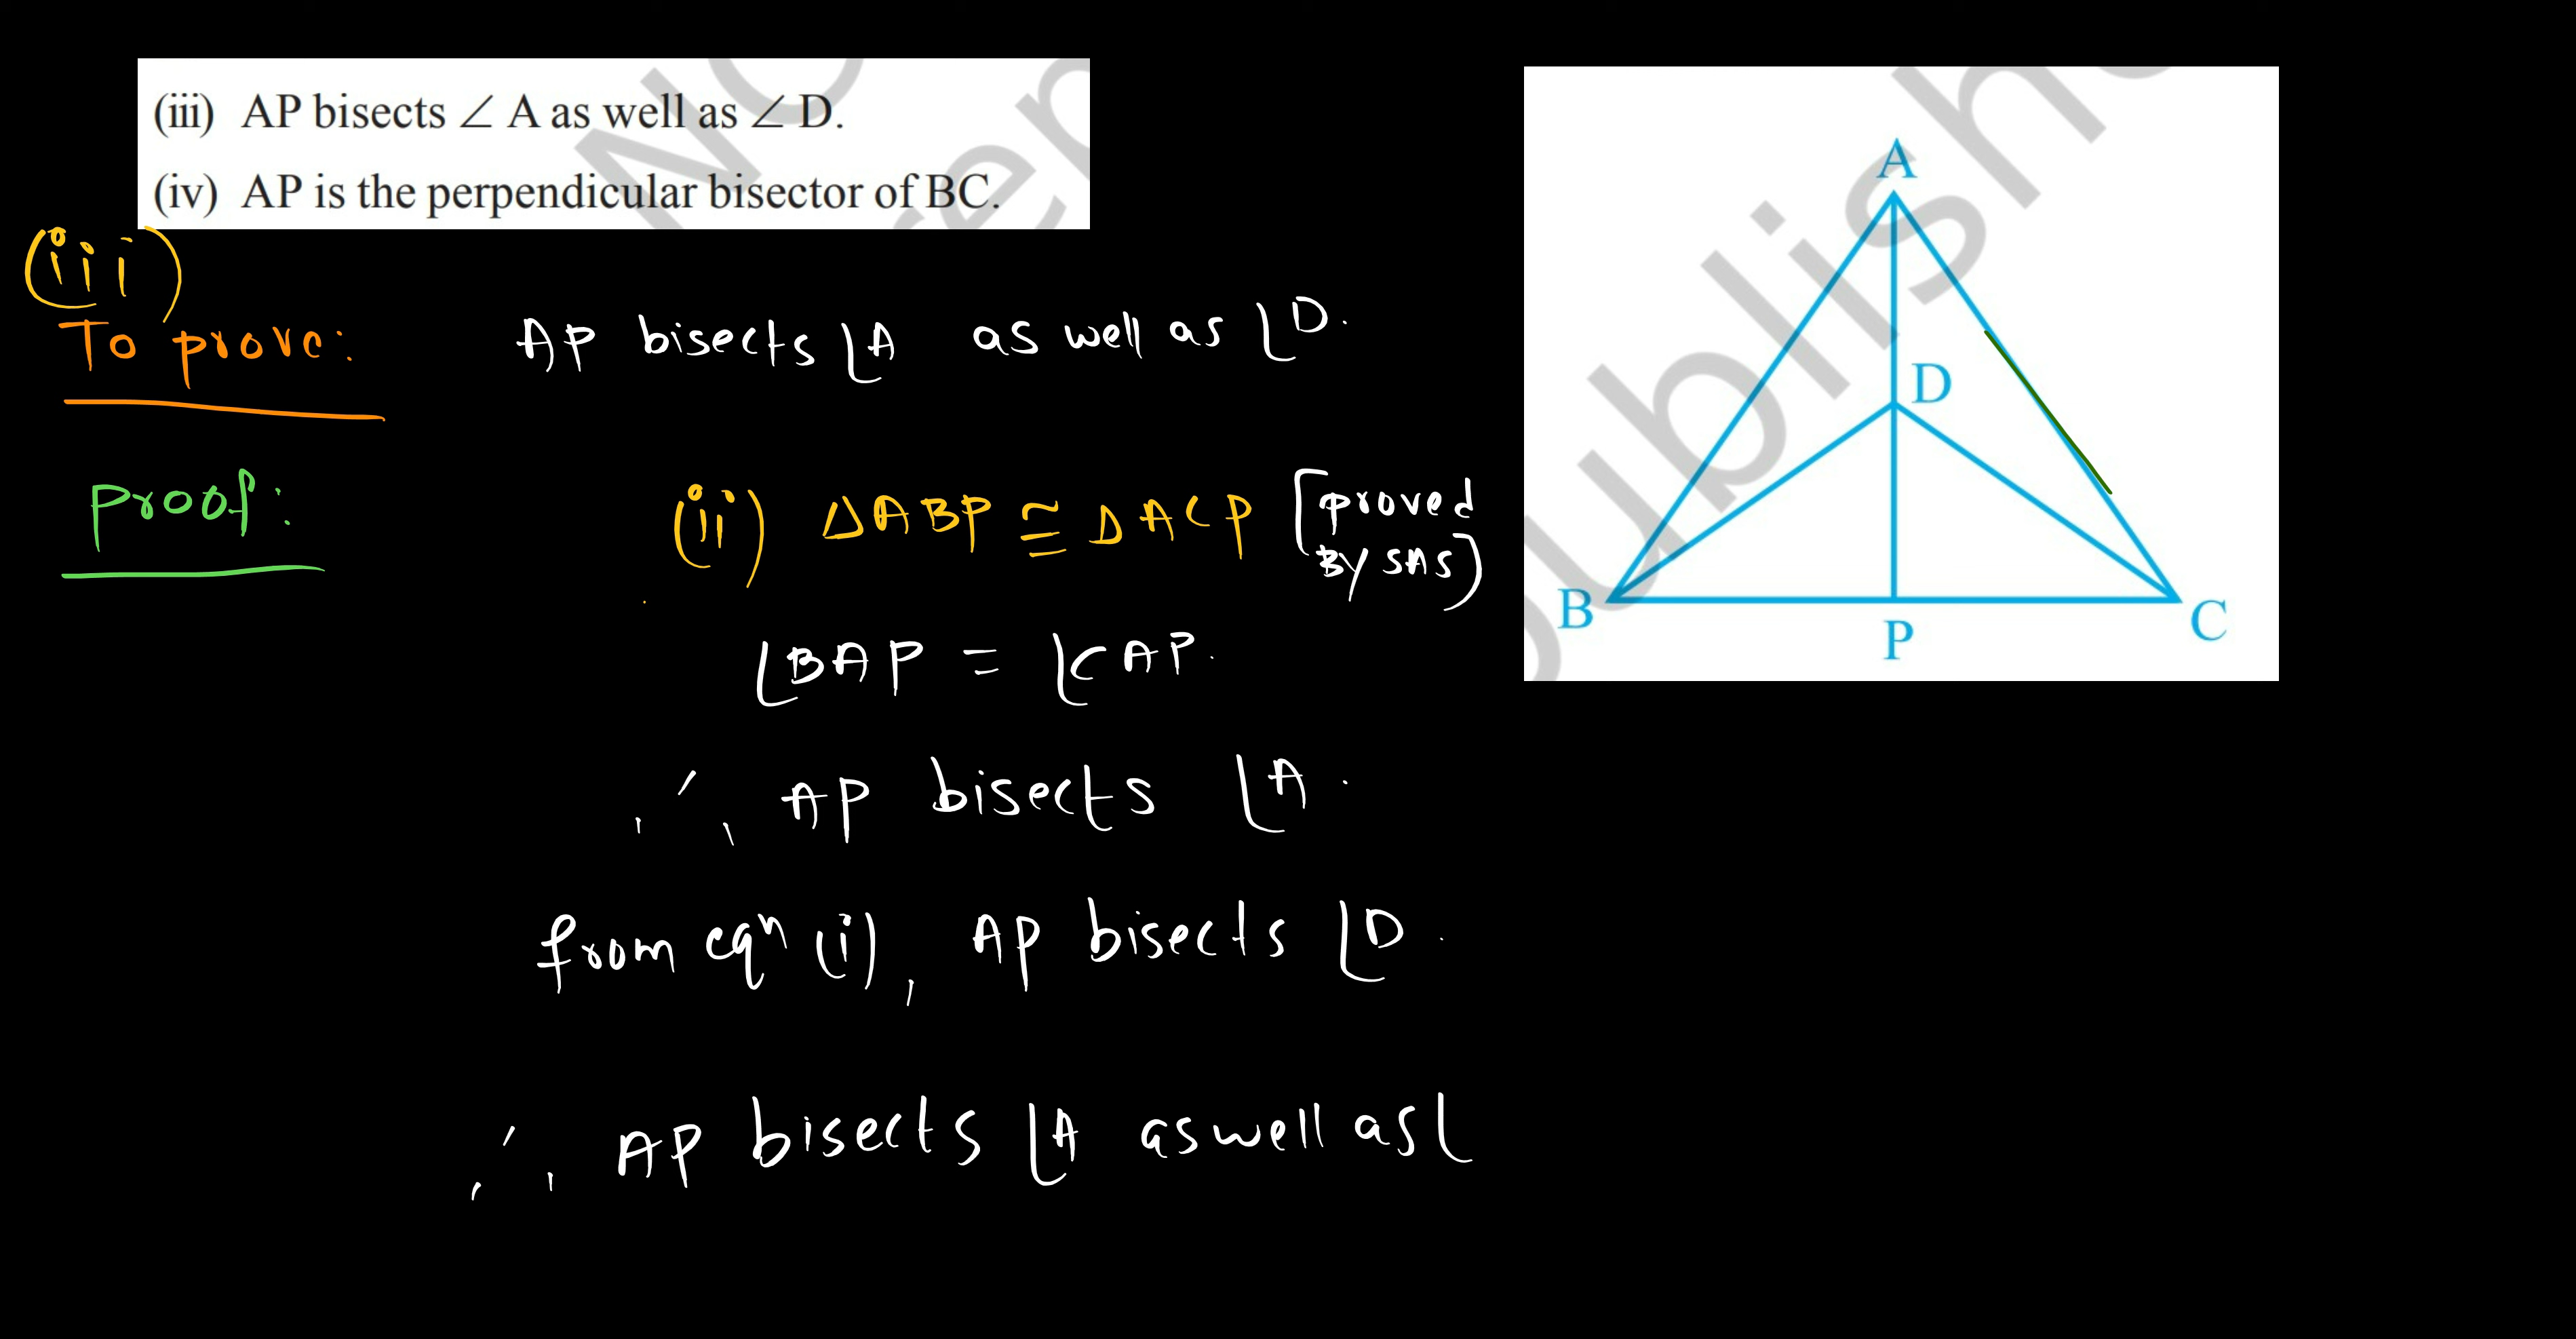 (iii) AP bisects ∠ A as well as ∠ D.
(iv) AP is the perpendicular bisector of BC.
(iii)
To prove: AP bisects ∠A as well as ∠D.
proof: (ii) ΔABP ≅ ΔACP [proved
By SAS)
∠BAP = ∠CAP.
∴ AP bisects ∠A.
from eqn (i), AP bisects ∠D.
∴ AP bisects ∠A as well as ∠
A
D
B
P
C